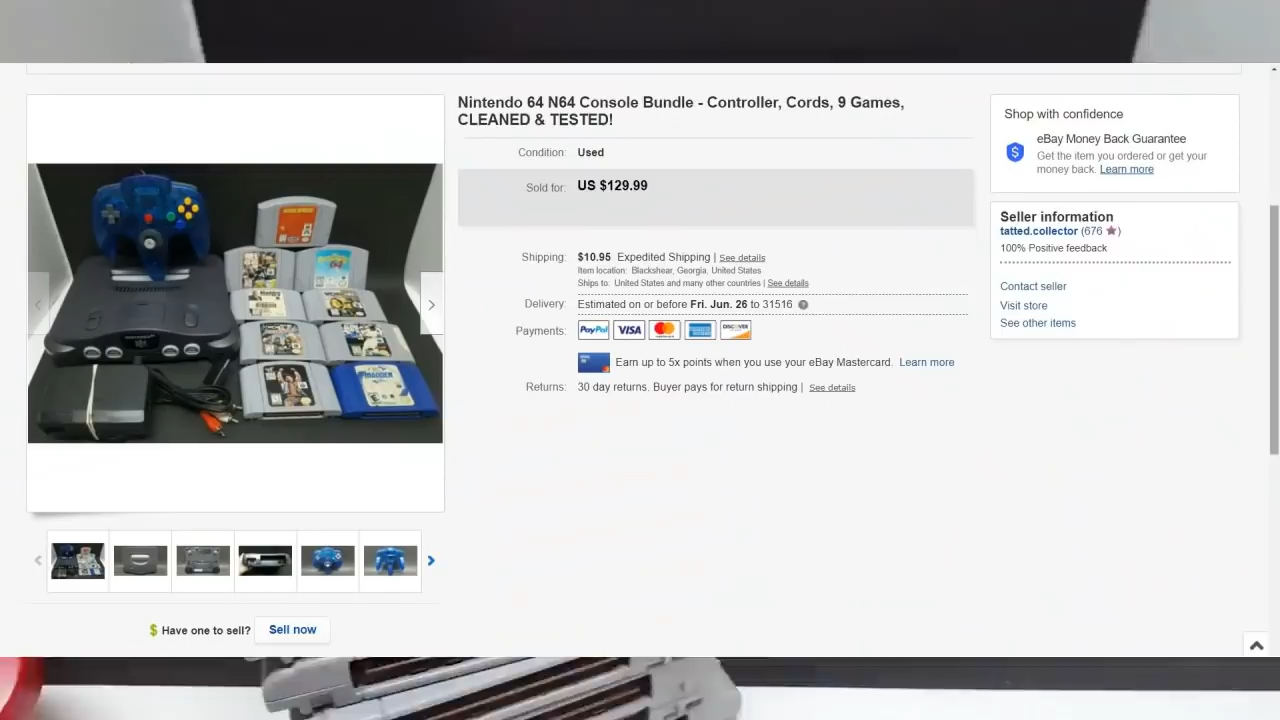 Nintendo 64 N64 Console Bundle - Controller, Cords, 9 Games,
CLEANED & TESTED!
Condition: Used
Sold for: US $129.99
Shipping: $10.95 Expedited Shipping | See details
Item location: Blackshear, Georgia, United States
Ships to: United States and many other countries | See details
Delivery: Estimated on or before Fri. Jun. 26 to 31516
Payments: PayPal VISA DISCOVER
Earn up to 5x points when you use your eBay Mastercard. Learn more
Returns: 30 day returns. Buyer pays for return shipping | See details
Shop with confidence
eBay Money Back Guarantee
Get the item you ordered or get your
money back. Learn more
Seller information
tatted.collector (676 ★)
100% Positive feedback
Contact seller
Visit store
See other items
MADDEN
$ Have one to sell? Sell now